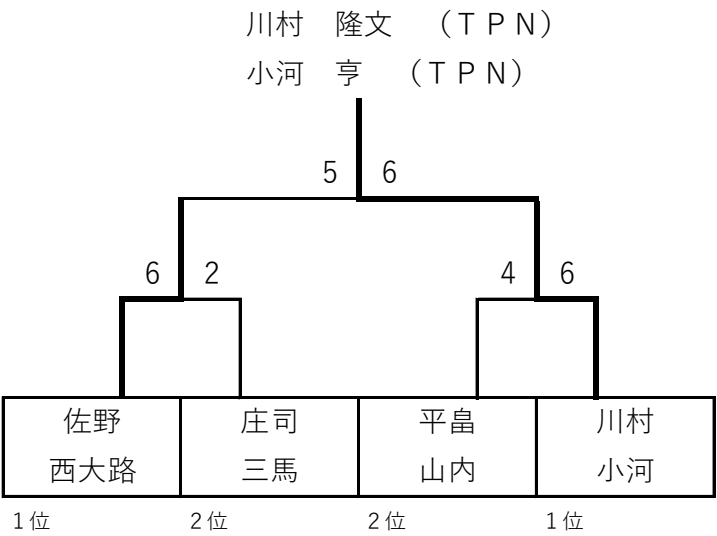 川村　隆文　（ＴＰＮ）
小河　亨　（ＴＰＮ）
5 6
6 2 4 6
佐野 庄司 平畠 川村
西大路 三馬 山内 小河
1位 2位 2位 1位